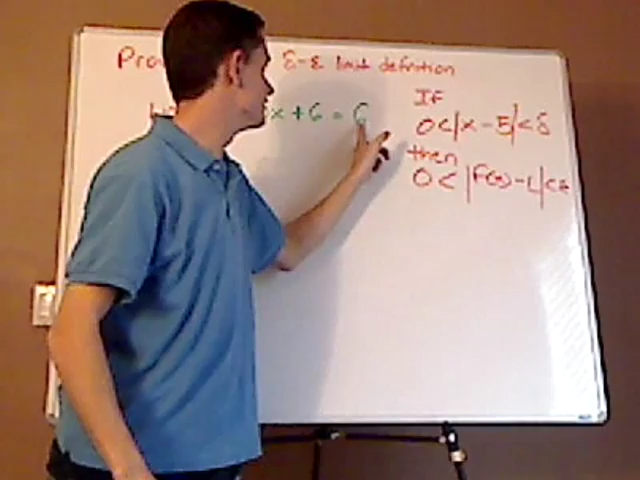 δ-ε limit definition
x + 6 = 6
If
0 < |x - 5| < δ
then
0 < |f(x) - L| < ε